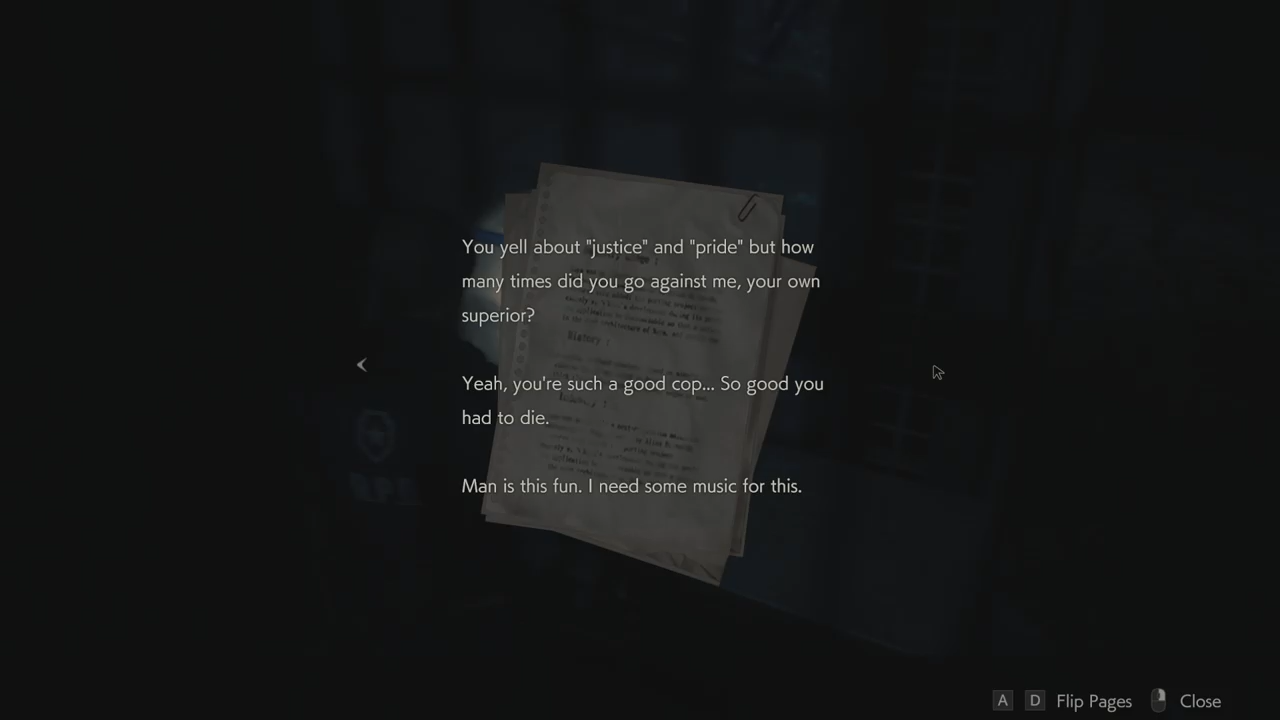 You yell about "justice" and "pride" but how
many times did you go against me, your own
superior?
Yeah, you're such a good cop... So good you
had to die.
Man is this fun. I need some music for this.
History :
RPD
A D Flip Pages Close